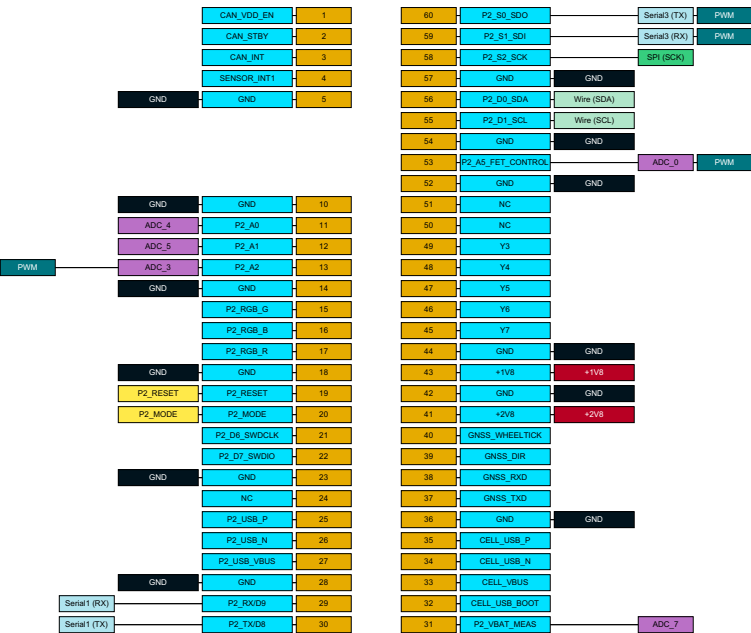 CAN_VDD_EN 1 60 P2_S0_SDO Serial3 (TX) PWM
CAN_STBY 2 59 P2_S1_SDI Serial3 (RX) PWM
CAN_INT 3 58 P2_S2_SCK SPI (SCK)
SENSOR_INT1 4 57 GND GND
GND GND 5 56 P2_D0_SDA Wire (SDA)
55 P2_D1_SCL Wire (SCL)
54 GND GND
53 P2_A5_FET_CONTROL ADC_0 PWM
52 GND GND
GND GND 10 51 NC
ADC_4 P2_A0 11 50 NC
ADC_5 P2_A1 12 49 Y3
PWM ADC_3 P2_A2 13 48 Y4
GND GND 14 47 Y5
P2_RGB_G 15 46 Y6
P2_RGB_B 16 45 Y7
P2_RGB_R 17 44 GND GND
GND GND 18 43 +1V8 +1V8
P2_RESET P2_RESET 19 42 GND GND
P2_MODE P2_MODE 20 41 +2V8 +2V8
P2_D6_SWDCLK 21 40 GNSS_WHEELTICK
P2_D7_SWDIO 22 39 GNSS_DIR
GND GND 23 38 GNSS_RXD
NC 24 37 GNSS_TXD
P2_USB_P 25 36 GND GND
P2_USB_N 26 35 CELL_USB_P
P2_USB_VBUS 27 34 CELL_USB_N
GND GND 28 33 CELL_VBUS
Serial1 (RX) P2_RX/D9 29 32 CELL_USB_BOOT
Serial1 (TX) P2_TX/D8 30 31 P2_VBAT_MEAS ADC_7